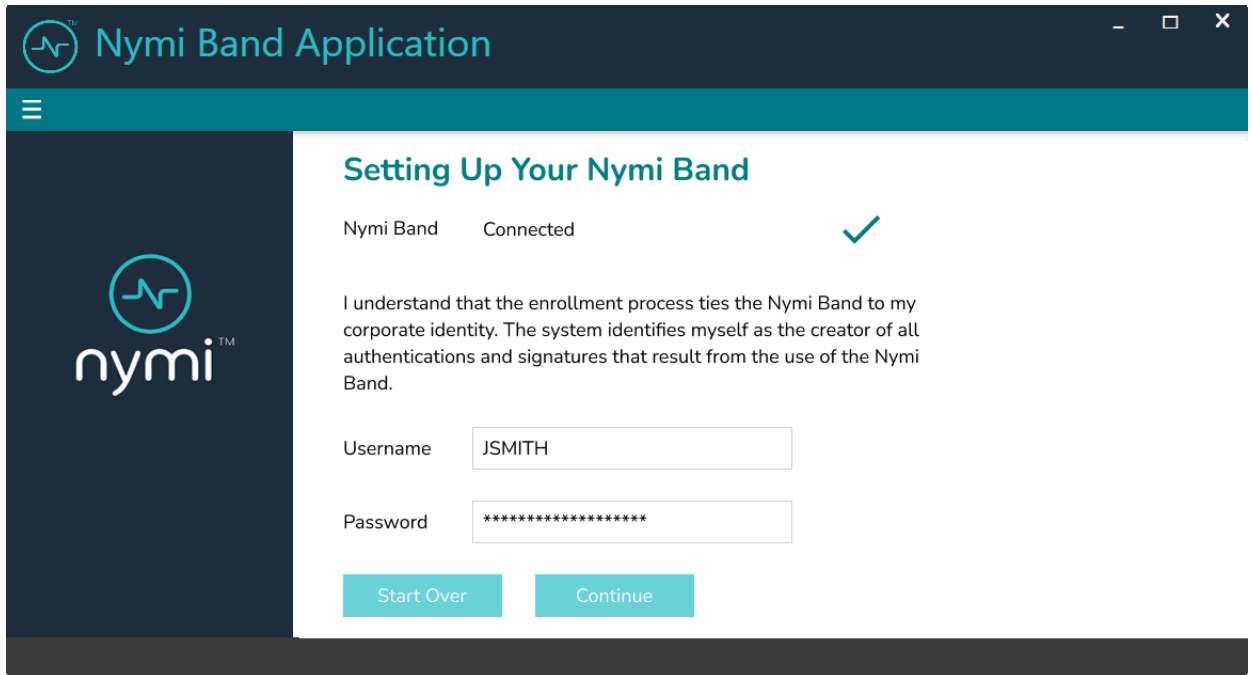 Nymi Band Application
TM
Setting Up Your Nymi Band
Nymi Band Connected
I understand that the enrollment process ties the Nymi Band to my
corporate identity. The system identifies myself as the creator of all
authentications and signatures that result from the use of the Nymi
Band.
nymi™
Username JSMITH
Password *******************
Start Over Continue